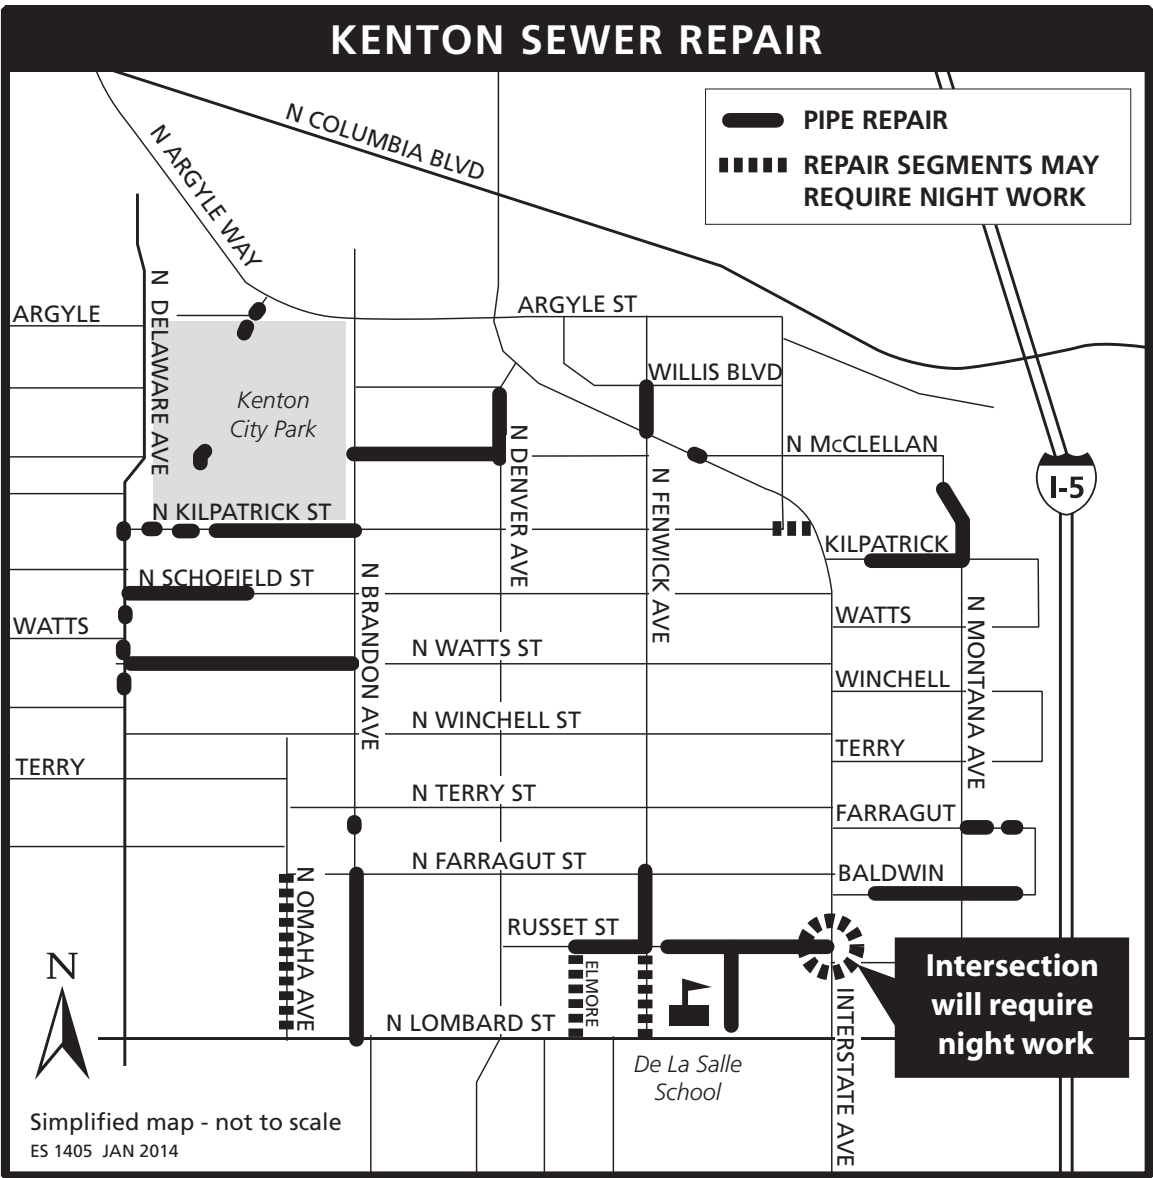 KENTON SEWER REPAIR
N COLUMBIA BLVD
PIPE REPAIR
REPAIR SEGMENTS MAY
REQUIRE NIGHT WORK
N ARGYLE WAY
ARGYLE
N DELAWARE AVE
ARGYLE ST
WILLIS BLVD
Kenton
City Park
N McCLELLAN
N DENVER AVE
N FENWICK AVE
I-5
N KILPATRICK ST
KILPATRICK
N SCHOFIELD ST
N BRANDON AVE
WATTS
WATTS
N MONTANA AVE
N WATTS ST
WINCHELL
N WINCHELL ST
TERRY
TERRY
N TERRY ST
FARRAGUT
N FARRAGUT ST
BALDWIN
N OMAHA AVE
RUSSET ST
ELMORE
N
Intersection
will require
night work
N LOMBARD ST
INTERSTATE AVE
De La Salle
School
Simplified map - not to scale
ES 1405 JAN 2014